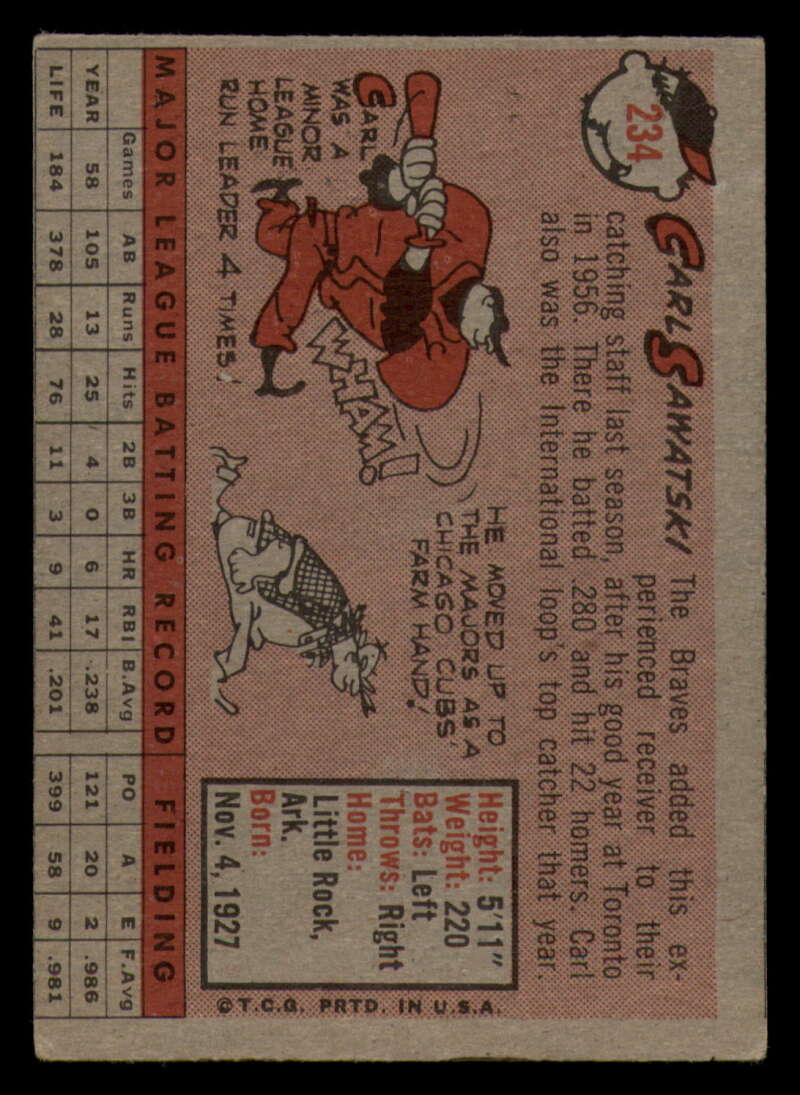 234
CARL SAWATSKI The Braves added this ex-
perienced receiver to their
catching staff last season, after his good year at Toronto
in 1956. There he batted .280 and hit 22 homers. Carl
also was the International loop's top catcher that year.
CARL
WAS A
MINOR
LEAGUE
HOME
RUN LEADER 4 TIMES!
WHAM!
HE MOVED UP TO
THE MAJORS AS A
CHICAGO CUBS'
FARM HAND!
Height: 5'11"
Weight: 220
Bats: Left
Throws: Right
Home:
Little Rock,
Ark.
Born:
Nov. 4, 1927
© T.C.G. PRTD. IN U.S.A.
MAJOR LEAGUE BATTING RECORD FIELDING
Games AB Runs Hits 2B 3B HR RBI B.Avg PO A E F.Avg
YEAR 58 105 13 25 4 0 6 17 .238 121 20 2 .986
LIFE 184 378 28 76 11 3 9 41 .201 399 58 9 .981